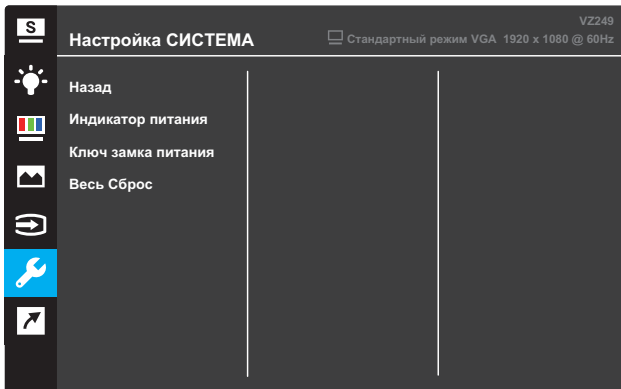 S
VZ249
Настройка СИСТЕМА
Стандартный режим VGA 1920 x 1080 @ 60Hz
Назад
Индикатор питания
Ключ замка питания
Весь Сброс